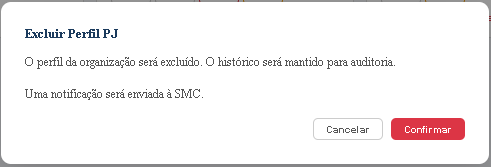 Excluir Perfil PJ
O perfil da organização será excluído. O histórico será mantido para auditoria.
Uma notificação será enviada à SMC.
Cancelar
Confirmar